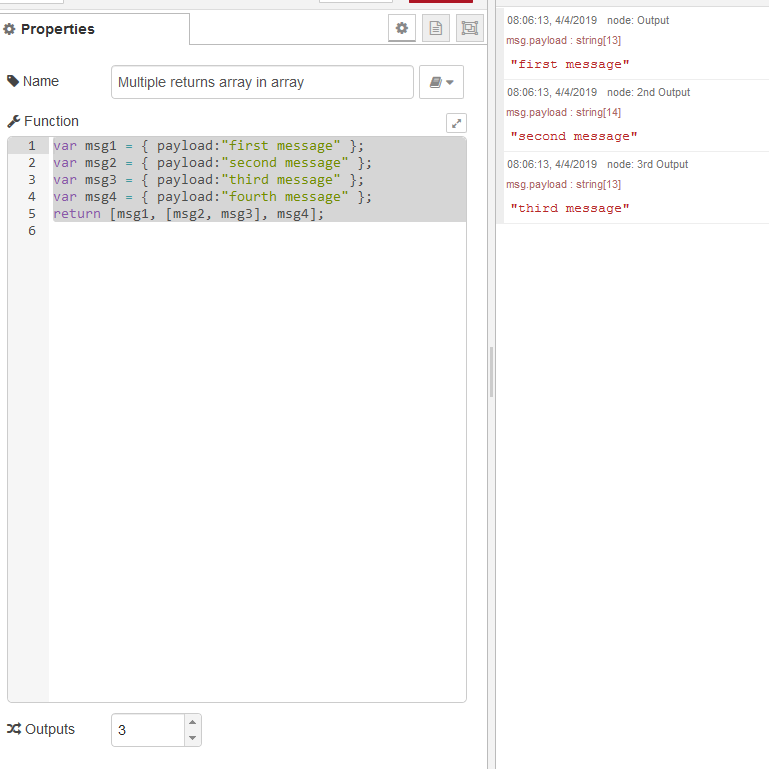 Properties
Name
Multiple returns array in array
Function
1 var msg1 = { payload:"first message" };
2 var msg2 = { payload:"second message" };
3 var msg3 = { payload:"third message" };
4 var msg4 = { payload:"fourth message" };
5 return [msg1, [msg2, msg3], msg4];
6
Outputs
3
08:06:13, 4/4/2019 node: Output
msg.payload : string[13]
"first message"
08:06:13, 4/4/2019 node: 2nd Output
msg.payload : string[14]
"second message"
08:06:13, 4/4/2019 node: 3rd Output
msg.payload : string[13]
"third message"